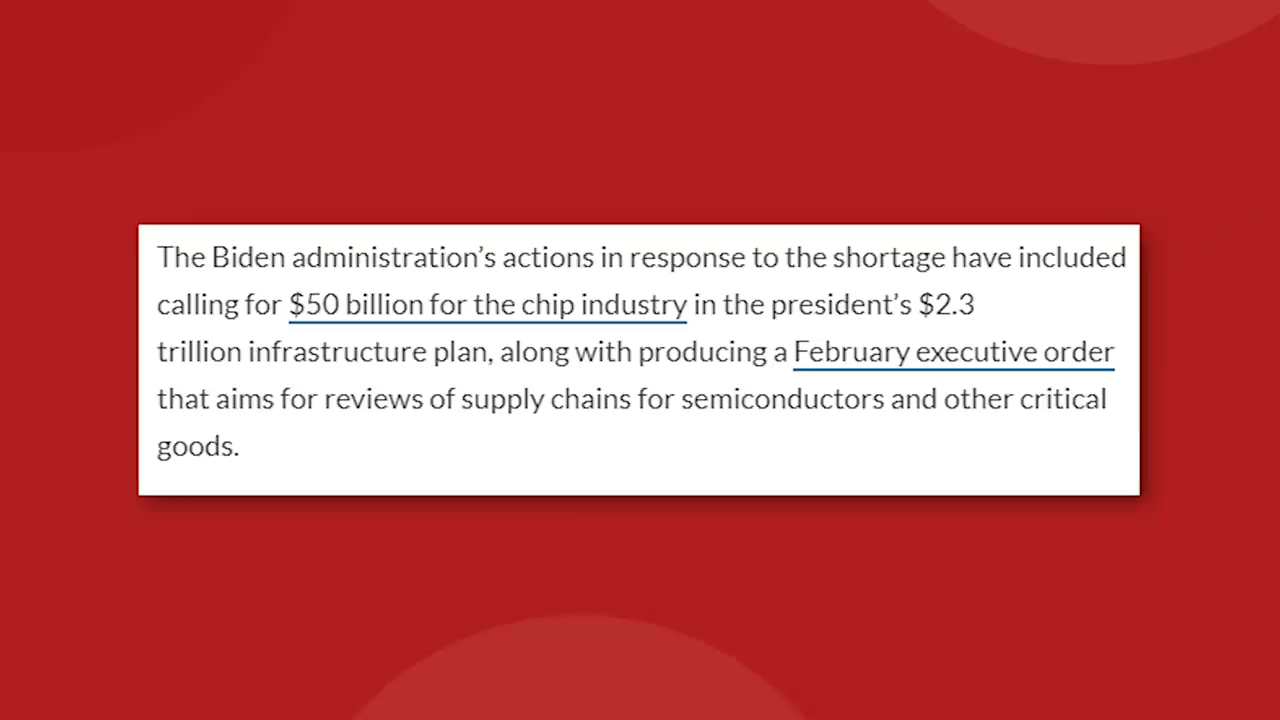 The Biden administration’s actions in response to the shortage have included
calling for $50 billion for the chip industry in the president’s $2.3
trillion infrastructure plan, along with producing a February executive order
that aims for reviews of supply chains for semiconductors and other critical
goods.